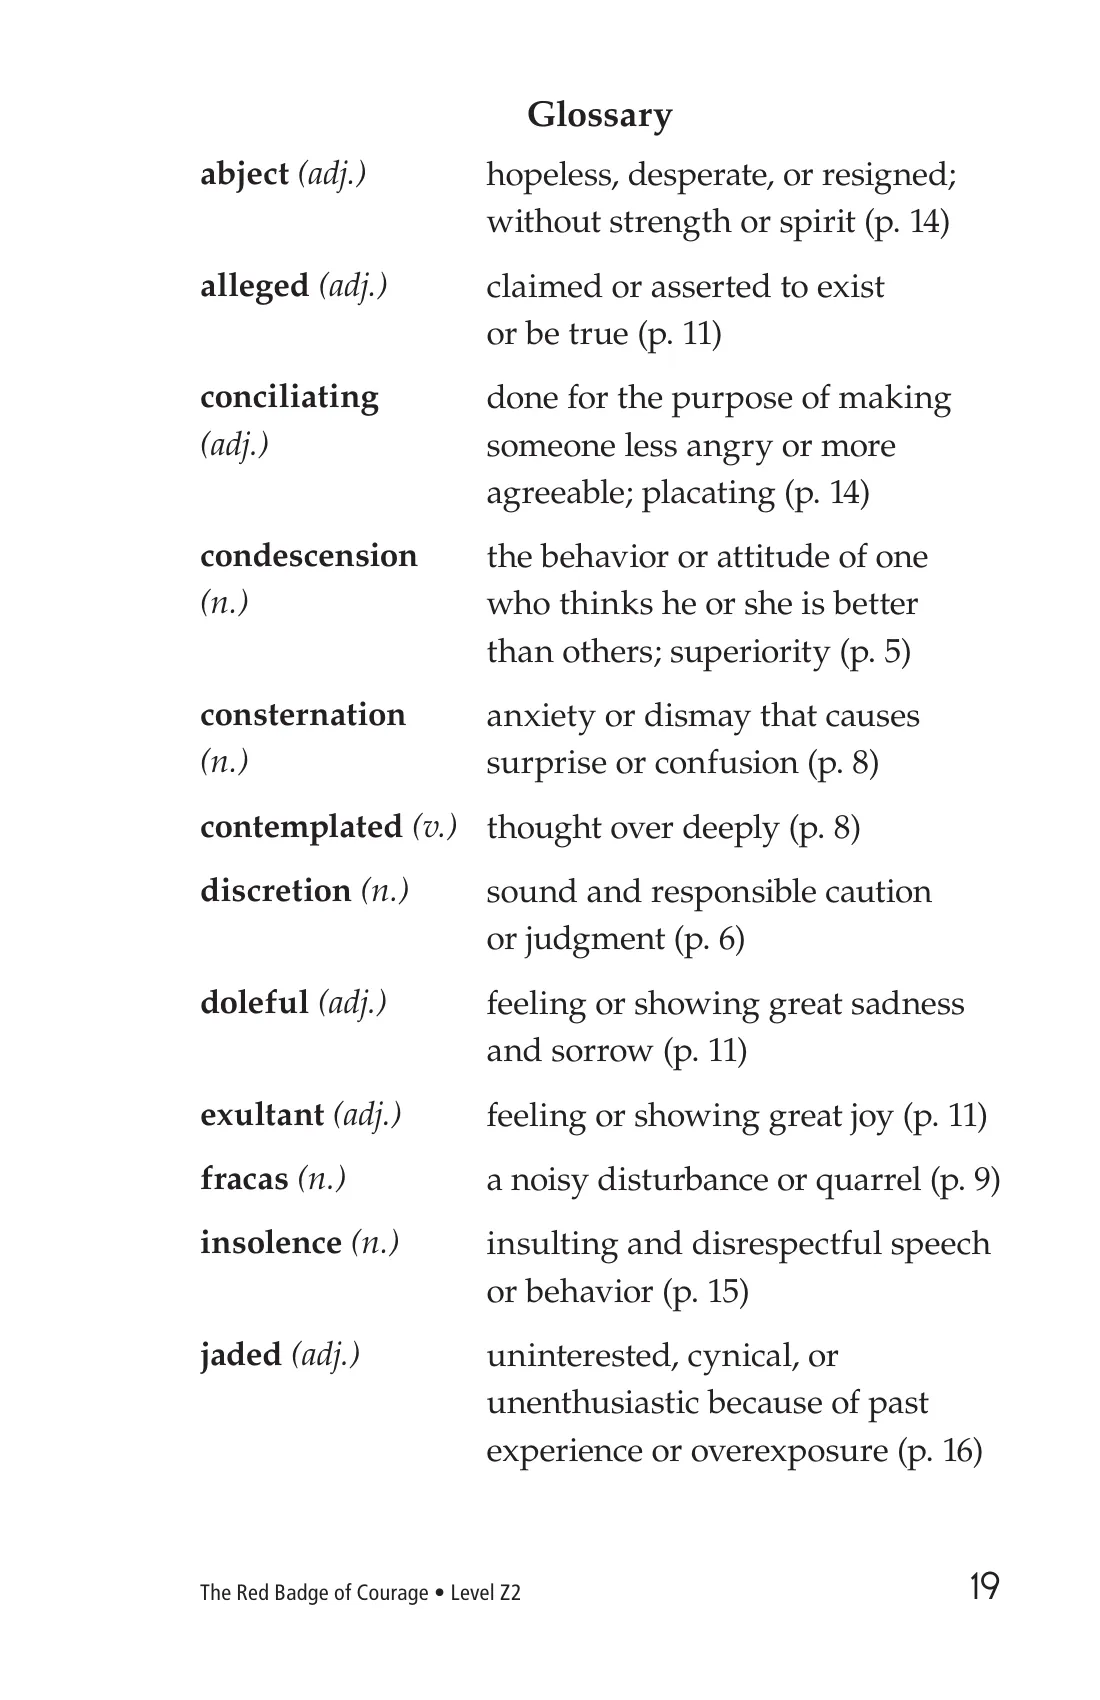 Glossary
abject (adj.) hopeless, desperate, or resigned;
without strength or spirit (p. 14)
alleged (adj.) claimed or asserted to exist
or be true (p. 11)
conciliating done for the purpose of making
(adj.) someone less angry or more
agreeable; placating (p. 14)
condescension the behavior or attitude of one
(n.) who thinks he or she is better
than others; superiority (p. 5)
consternation anxiety or dismay that causes
(n.) surprise or confusion (p. 8)
contemplated (v.) thought over deeply (p. 8)
discretion (n.) sound and responsible caution
or judgment (p. 6)
doleful (adj.) feeling or showing great sadness
and sorrow (p. 11)
exultant (adj.) feeling or showing great joy (p. 11)
fracas (n.) a noisy disturbance or quarrel (p. 9)
insolence (n.) insulting and disrespectful speech
or behavior (p. 15)
jaded (adj.) uninterested, cynical, or
unenthusiastic because of past
experience or overexposure (p. 16)
The Red Badge of Courage • Level Z2 19